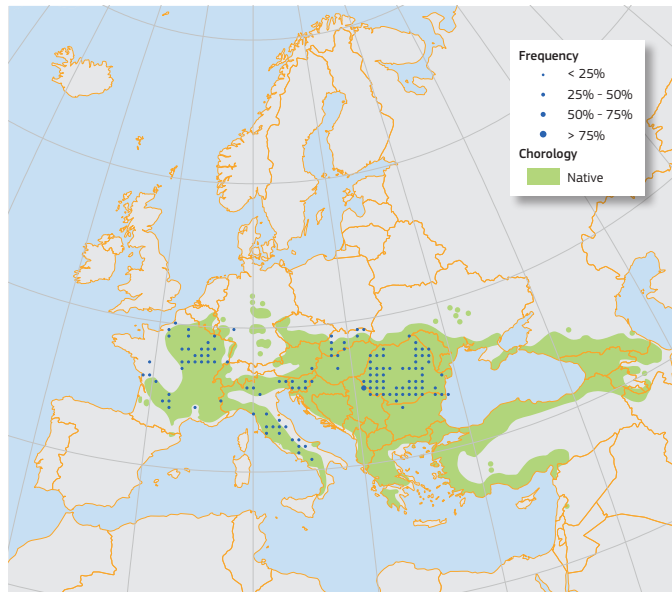 Frequency
< 25%
25% - 50%
50% - 75%
> 75%
Chorology
Native